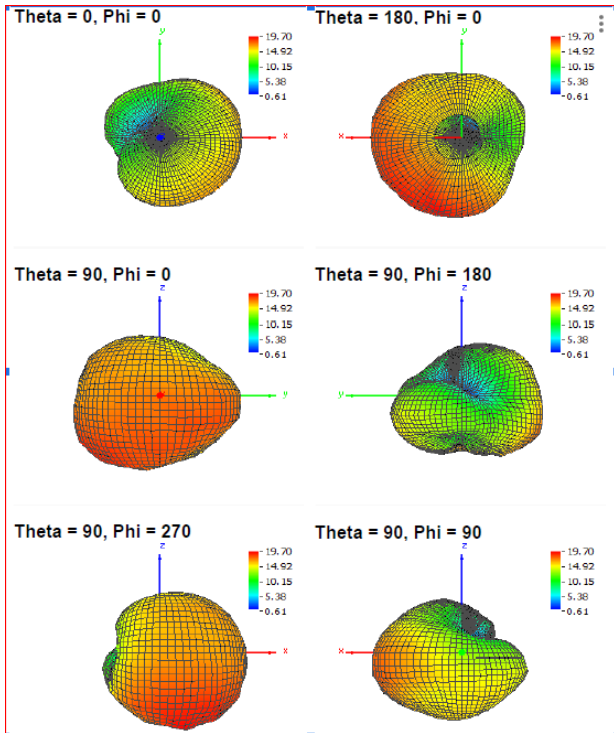 Theta = 0, Phi = 0
y
19.70
14.92
10.15
5.38
0.61
x
Theta = 180, Phi = 0
y
19.70
14.92
10.15
5.38
0.61
x
Theta = 90, Phi = 0
z
19.70
14.92
10.15
5.38
0.61
y
Theta = 90, Phi = 180
z
19.70
14.92
10.15
5.38
0.61
y
Theta = 90, Phi = 270
z
19.70
14.92
10.15
5.38
0.61
x
Theta = 90, Phi = 90
z
19.70
14.92
10.15
5.38
0.61
x